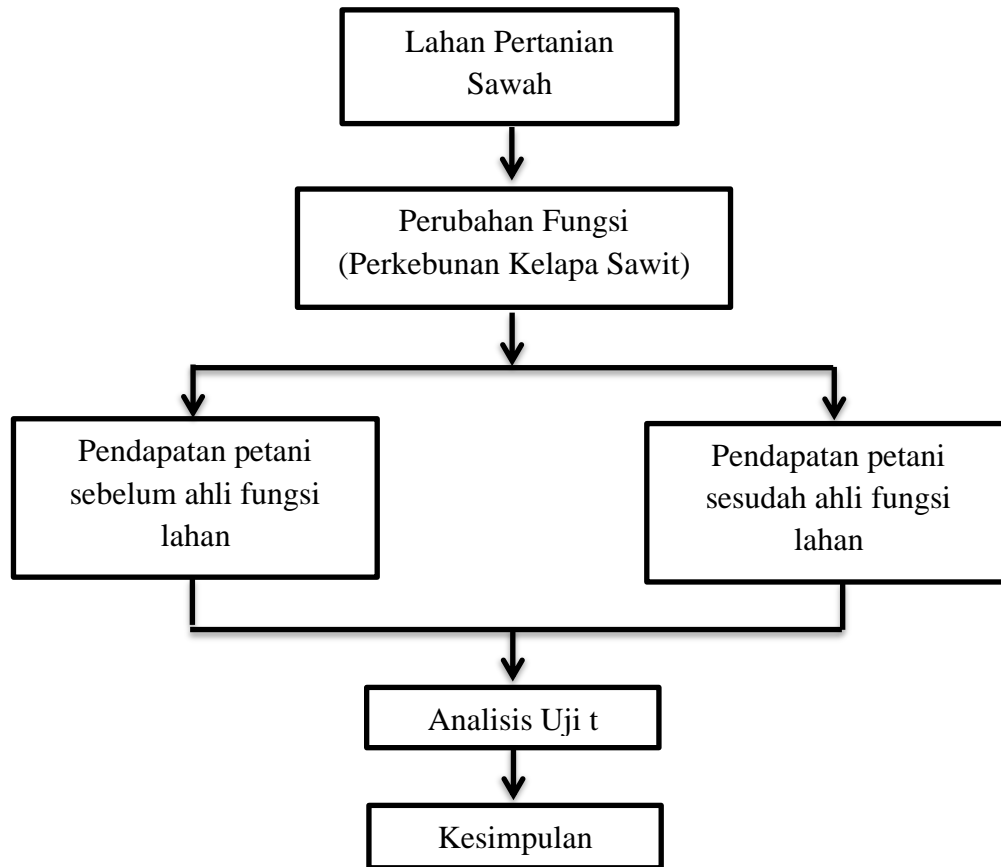 Lahan Pertanian
Sawah
Perubahan Fungsi
(Perkebunan Kelapa Sawit)
Pendapatan petani
sebelum ahli fungsi
lahan
Pendapatan petani
sesudah ahli fungsi
lahan
Analisis Uji t
Kesimpulan